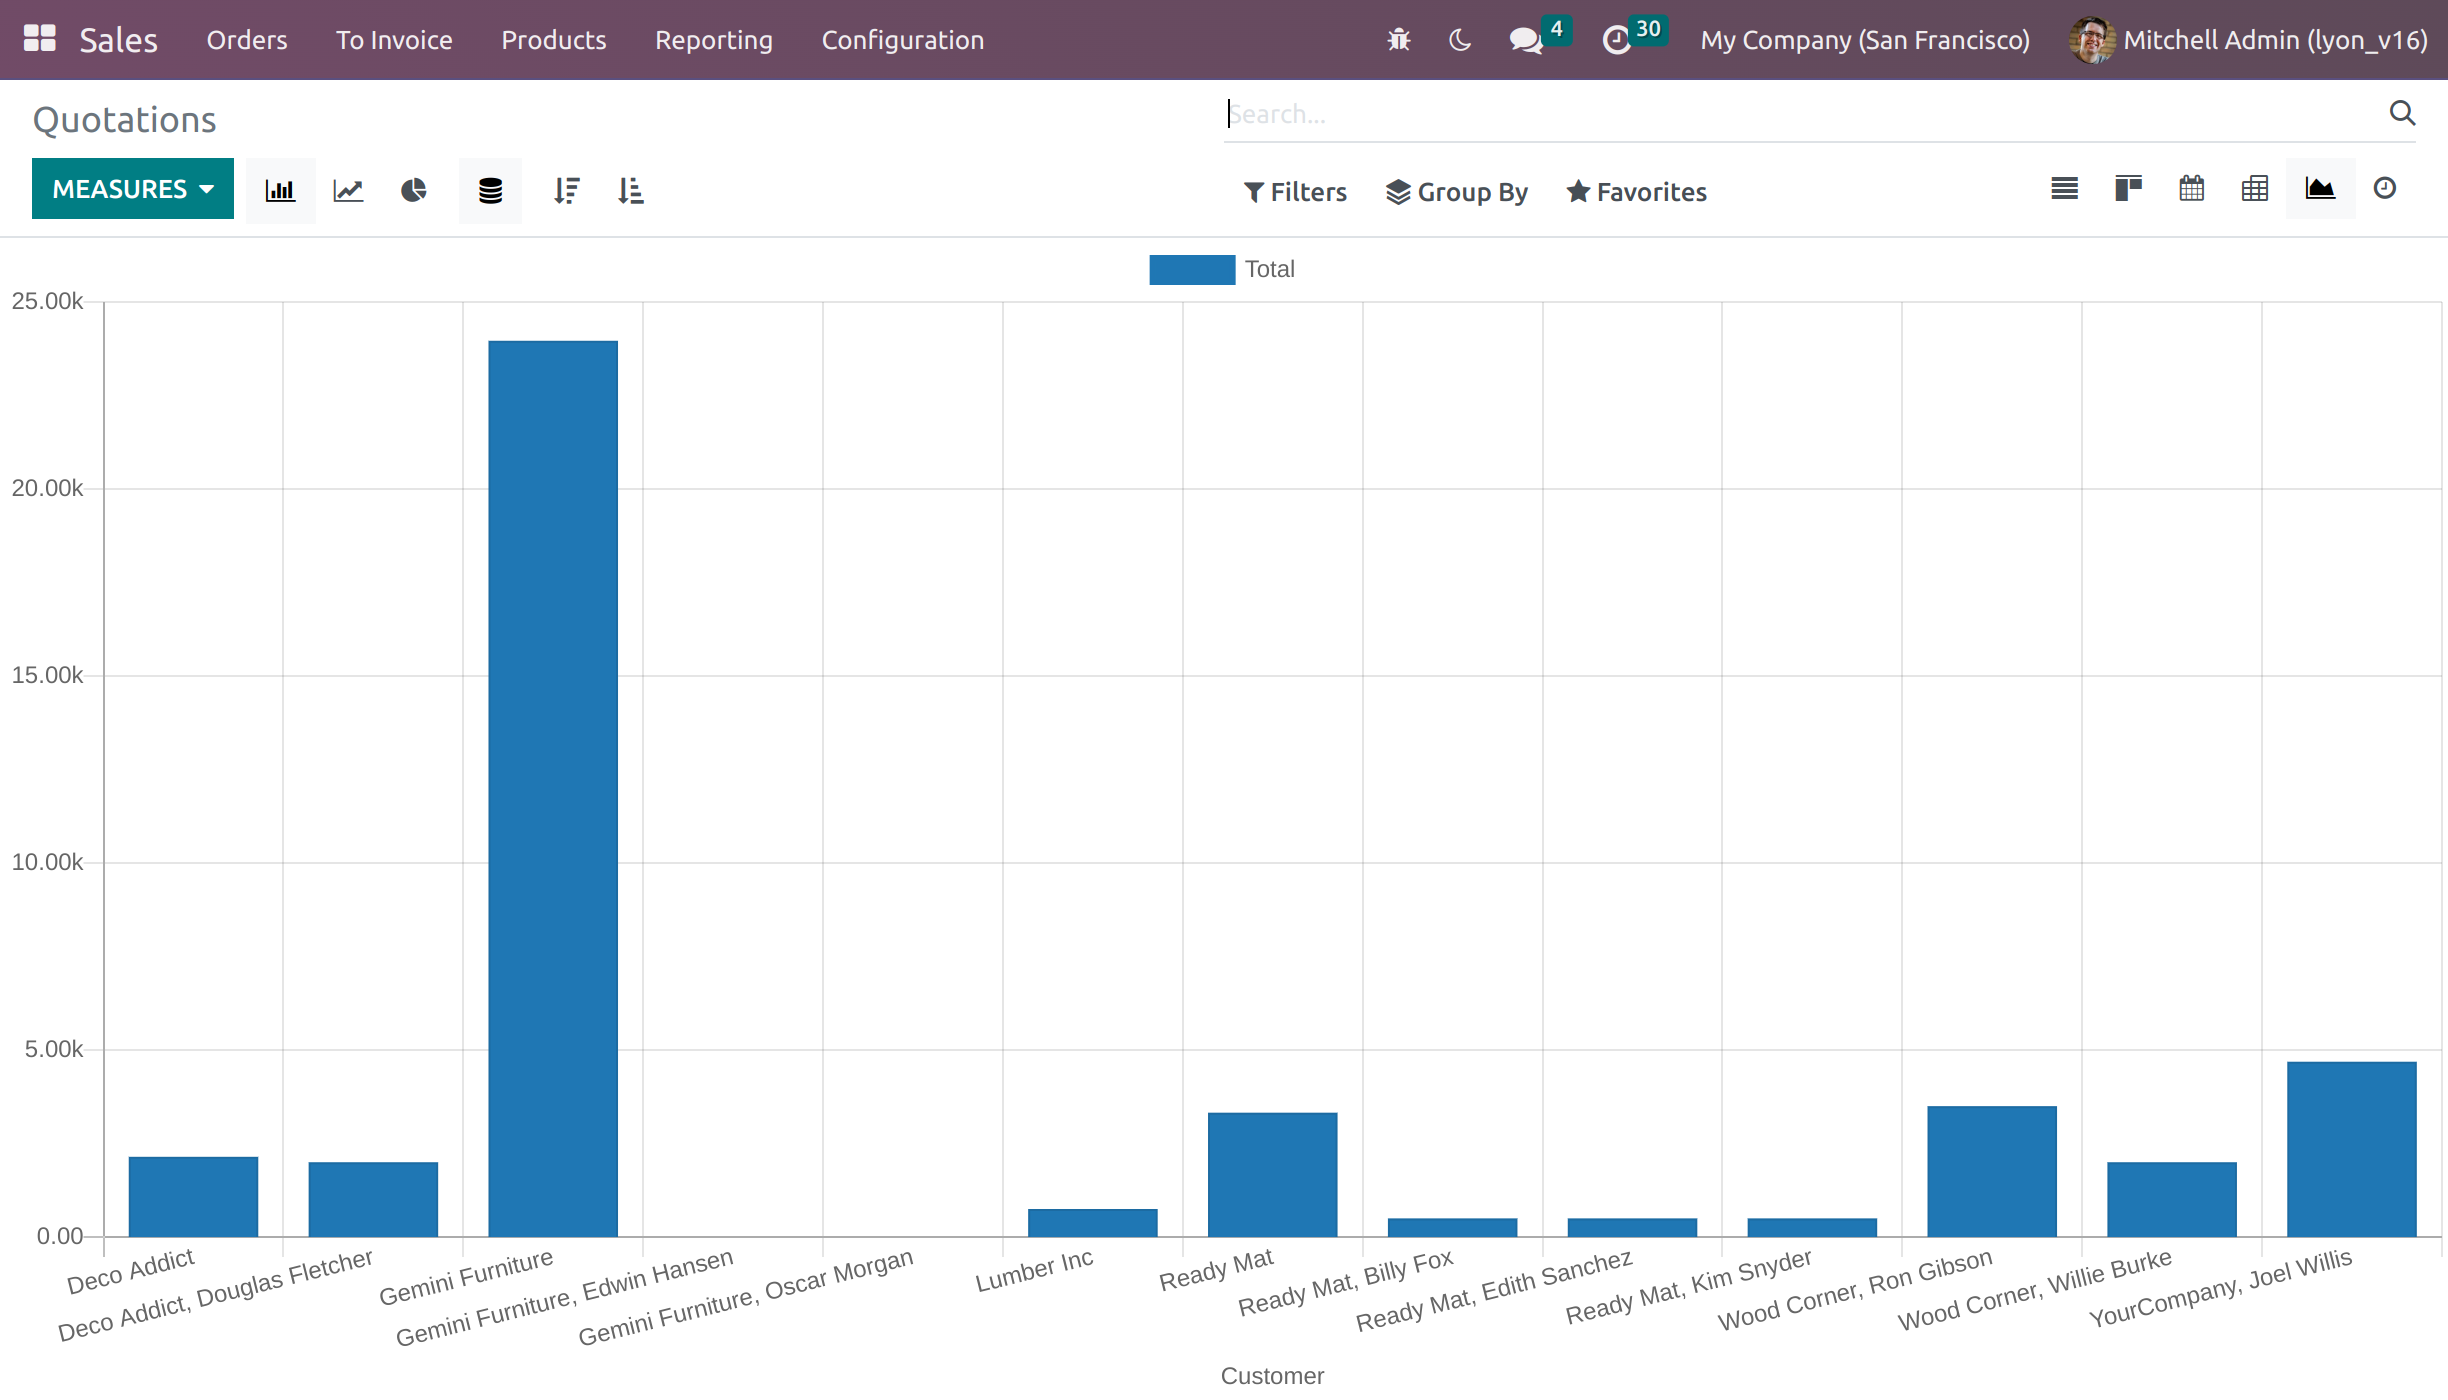 Sales Orders To Invoice Products Reporting Configuration 4 30 My Company (San Francisco) Mitchell Admin (lyon_v16)
Quotations
Search...
MEASURES Filters Group By Favorites
Total
25.00k
20.00k
15.00k
10.00k
5.00k
0.00
Deco Addict
Deco Addict, Douglas Fletcher
Gemini Furniture
Gemini Furniture, Edwin Hansen
Gemini Furniture, Oscar Morgan
Lumber Inc
Ready Mat
Ready Mat, Billy Fox
Ready Mat, Edith Sanchez
Ready Mat, Kim Snyder
Wood Corner, Ron Gibson
Wood Corner, Willie Burke
YourCompany, Joel Willis
Customer